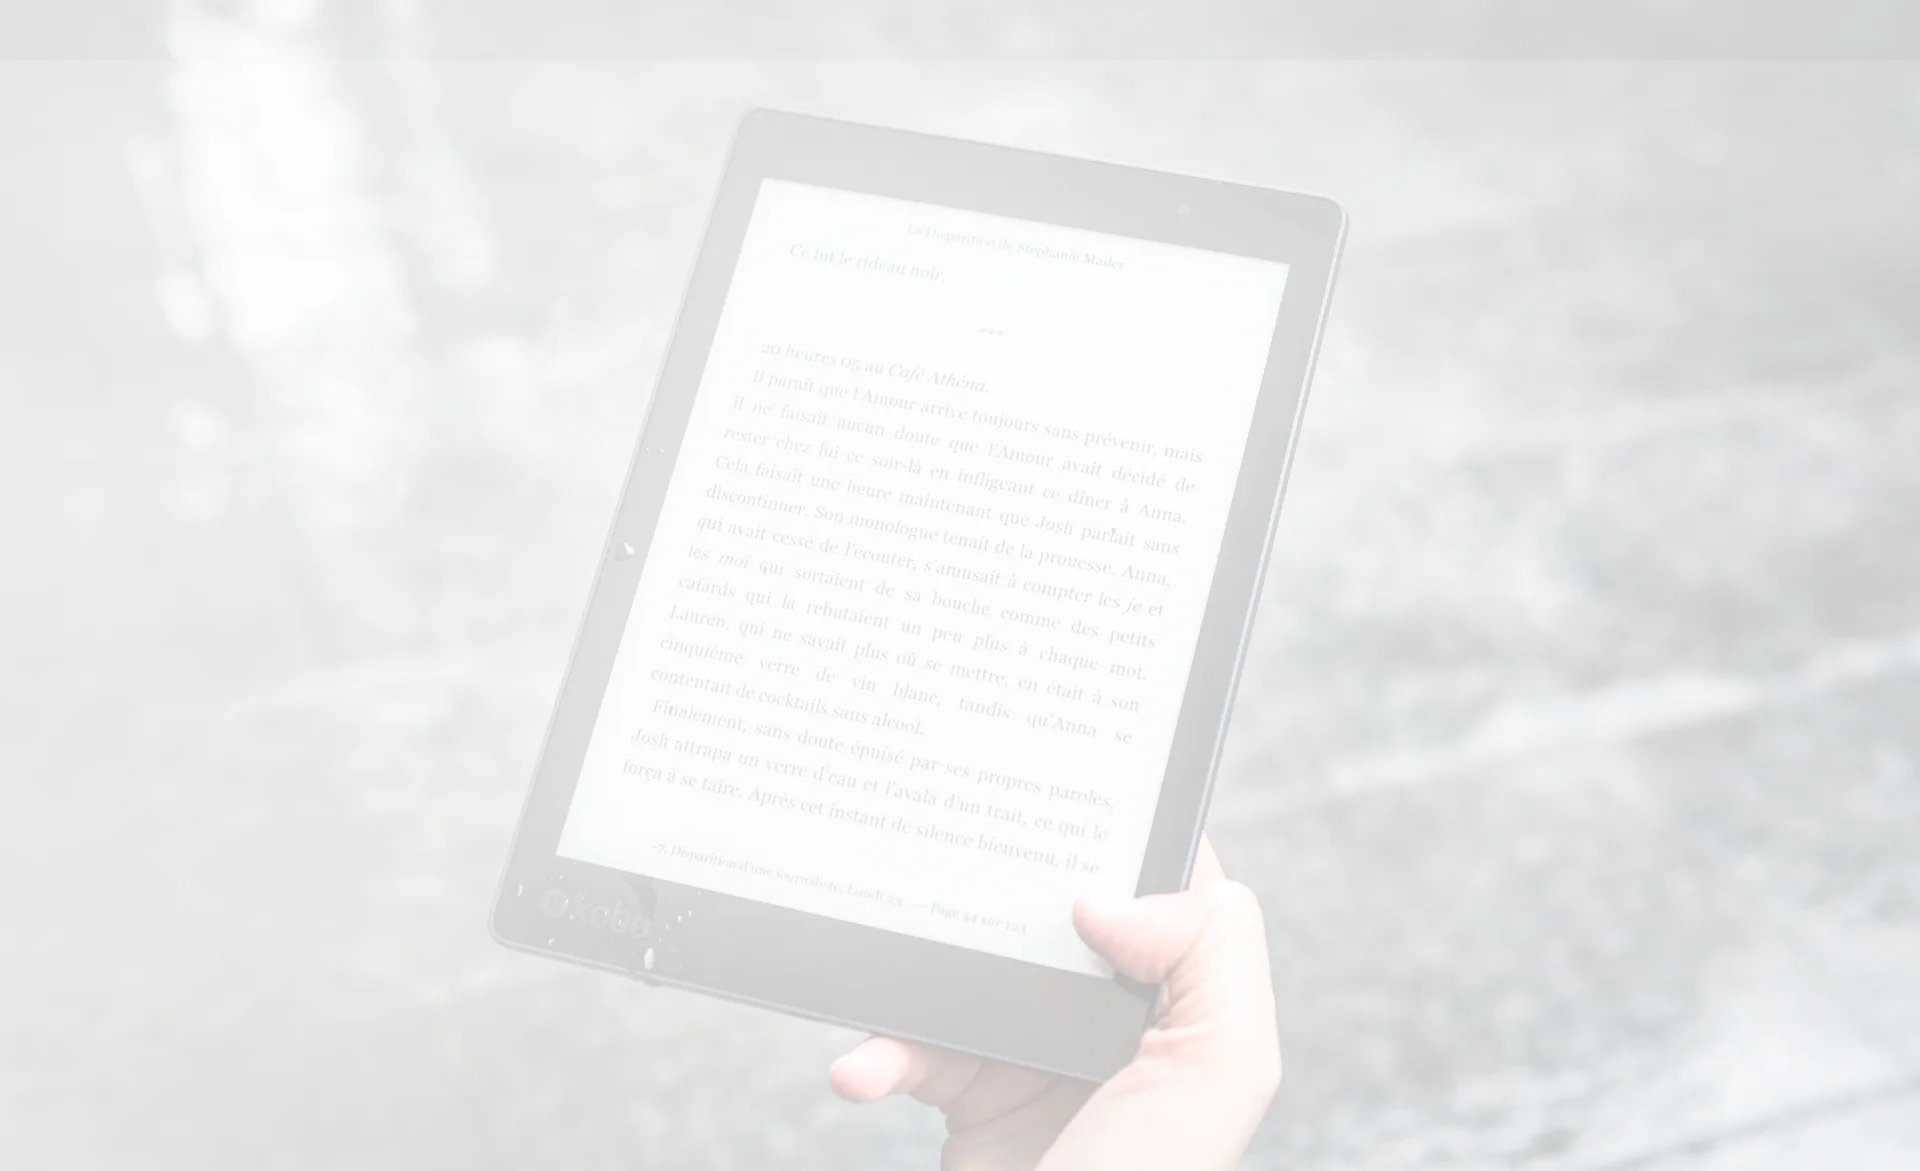 La Disparition de Stephanie Mailer
Ce fut le rideau noir.
***
20 heures 05 au Café Athéna.
Il paraît que l'Amour arrive toujours sans prévenir, mais
il ne faisait aucun doute que l'Amour avait décidé de
rester chez lui ce soir-là en infligeant ce dîner à Anna.
Cela faisait une heure maintenant que Josh parlait sans
discontinuer. Son monologue tenait de la prouesse. Anna,
qui avait cessé de l'écouter, s'amusait à compter les je et
les moi qui sortaient de sa bouche comme des petits
cafards qui la rebutaient un peu plus à chaque mot.
Lauren, qui ne savait plus où se mettre, en était à son
cinquième verre de vin blanc, tandis qu'Anna se
contentait de cocktails sans alcool.
Finalement, sans doute épuisé par ses propres paroles,
Josh attrapa un verre d'eau et l'avala d'un trait, ce qui le
força à se taire. Après cet instant de silence bienvenu, il se
-7. Disparition d'une journaliste. Lundi 23... — Page 44 sur 123
kobo